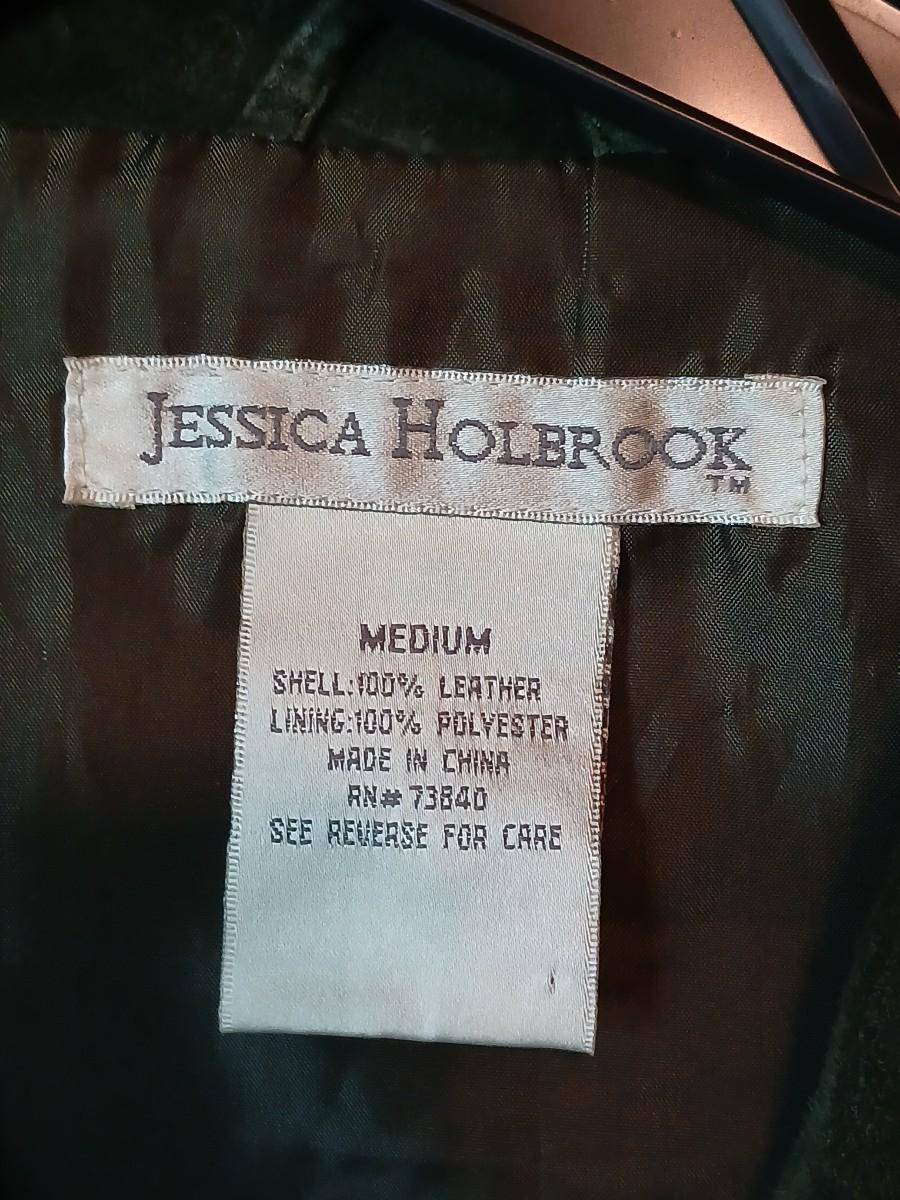 JESSICA HOLBROOK
TM
MEDIUM
SHELL:100% LEATHER
LINING:100% POLYESTER
MADE IN CHINA
RN# 73840
SEE REVERSE FOR CARE